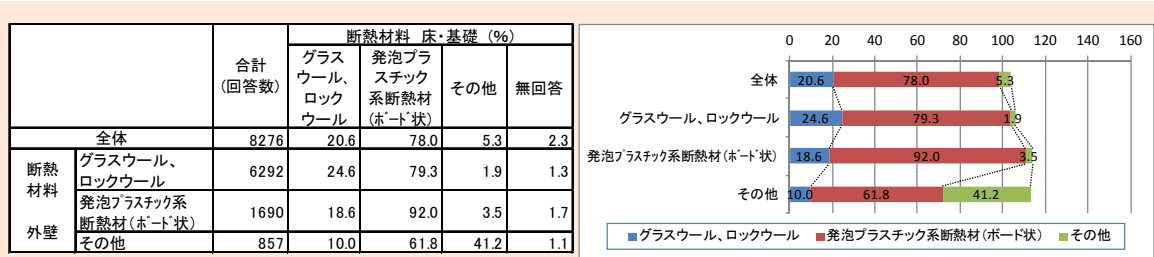 断熱材料 床・基礎 (%)
合計
(回答数)
グラス
ウール、
ロック
ウール
発泡プラ
スチック
系断熱材
(ﾎﾞｰﾄﾞ状)
その他
無回答
全体 8276 20.6 78.0 5.3 2.3
断熱
材料
外壁
グラスウール、
ロックウール
6292 24.6 79.3 1.9 1.3
発泡ﾌﾟﾗｽﾁｯｸ系
断熱材(ﾎﾞｰﾄﾞ状)
1690 18.6 92.0 3.5 1.7
その他 857 10.0 61.8 41.2 1.1
0 20 40 60 80 100 120 140 160
全体 20.6 78.0 5.3
グラスウール、ロックウール 24.6 79.3 1.9
発泡ﾌﾟﾗｽﾁｯｸ系断熱材(ﾎﾞｰﾄﾞ状) 18.6 92.0 3.5
その他 10.0 61.8 41.2
グラスウール、ロックウール 発泡プラスチック系断熱材(ボード状) その他